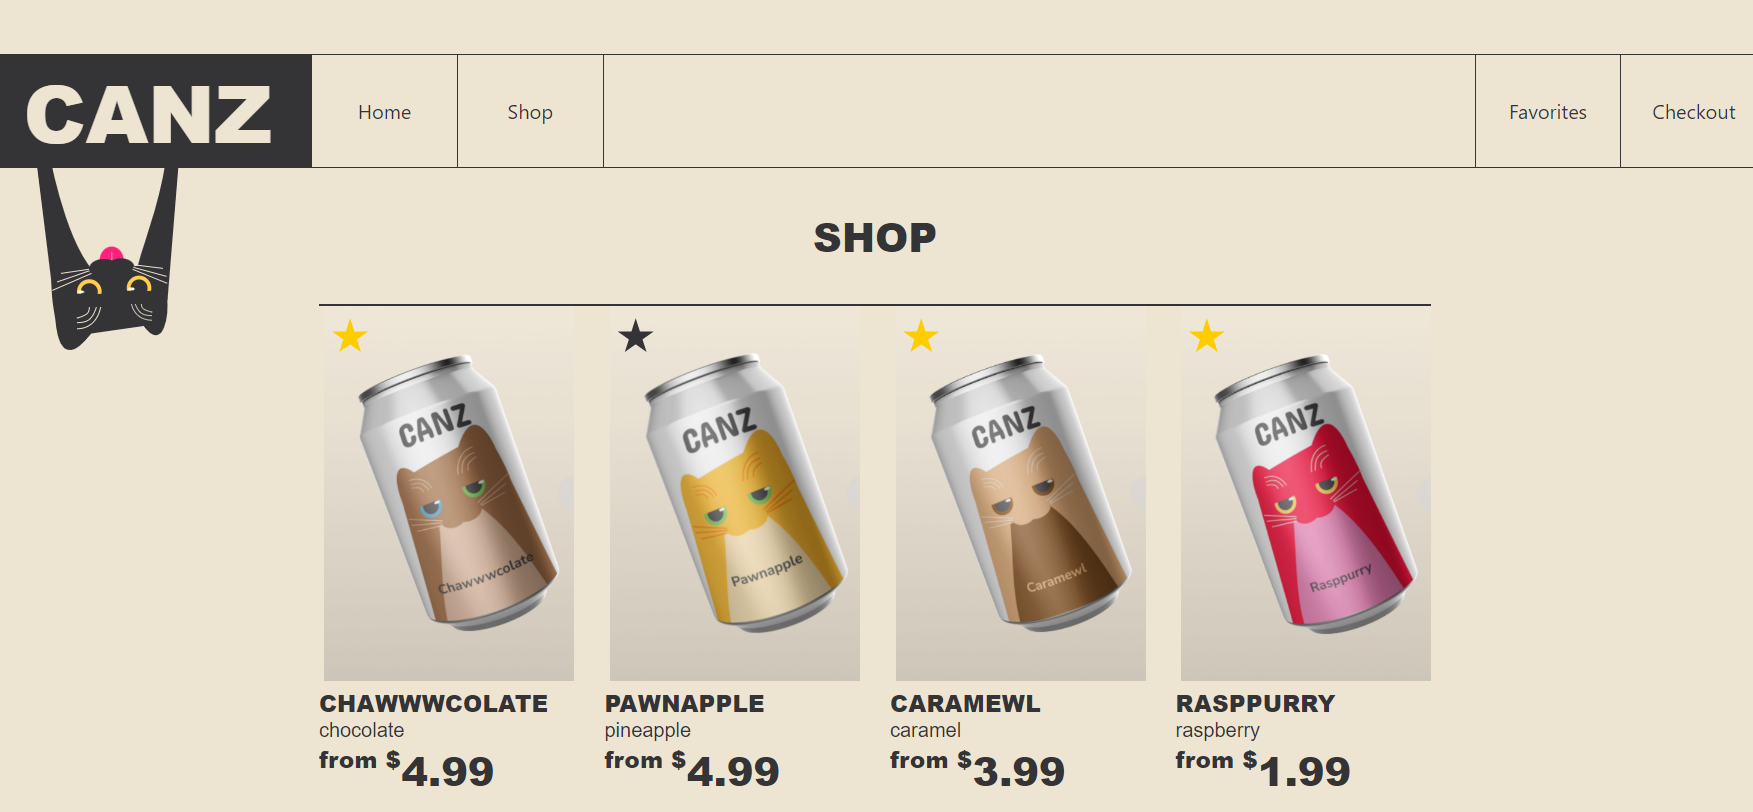 CANZ
Home
Shop
Favorites
Checkout
SHOP
CANZ
Chawwwcolate
CANZ
Pawnapple
CANZ
Caramewl
CANZ
Rasppurry
CHAWWWCOLATE
chocolate
from $4.99
PAWNAPPLE
pineapple
from $4.99
CARAMEWL
caramel
from $3.99
RASPPURRY
raspberry
from $1.99